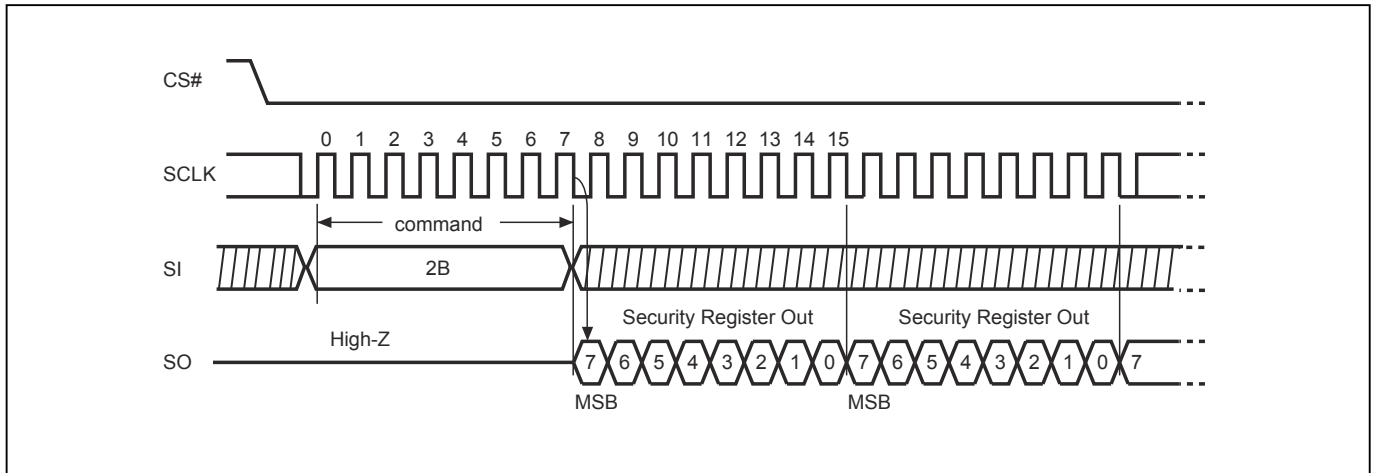 CS#
0 1 2 3 4 5 6 7 8 9 10 11 12 13 14 15
SCLK
command
SI
2B
Security Register Out Security Register Out
High-Z
SO
7 6 5 4 3 2 1 0 7 6 5 4 3 2 1 0 7
MSB MSB